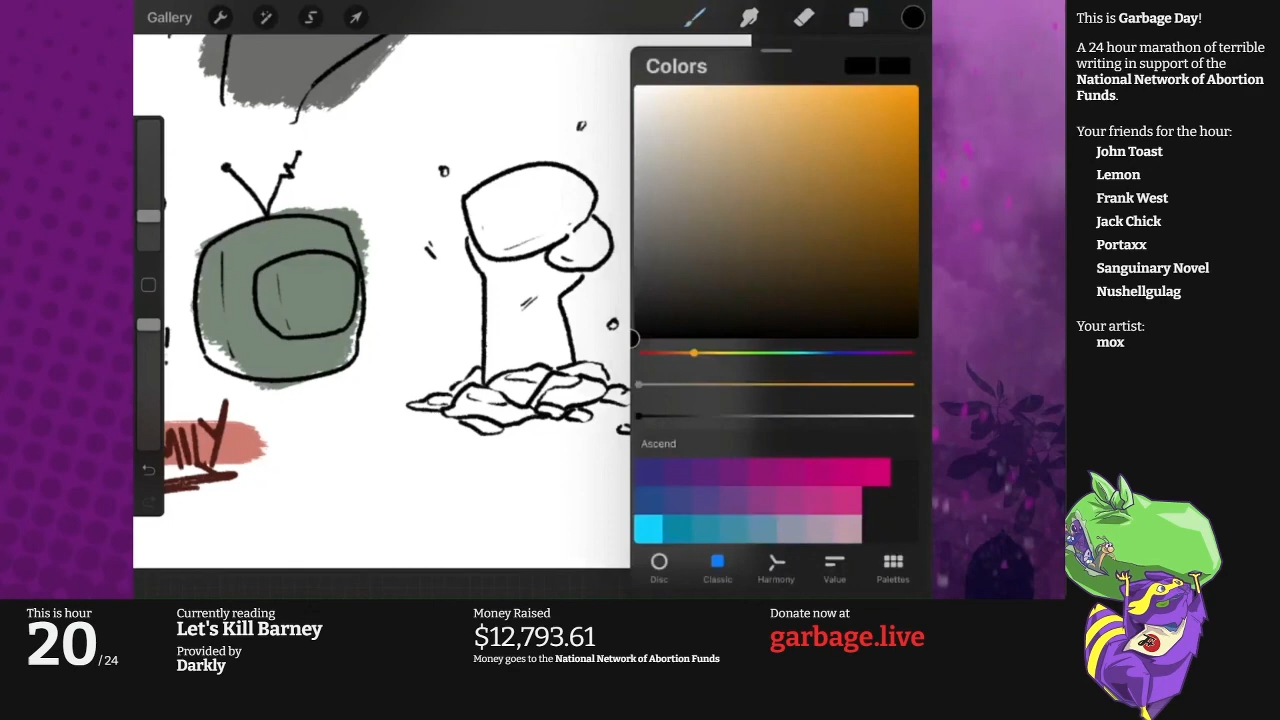 Gallery
Colors
Ascend
Disc
Classic
Harmony
Value
Palettes
MILY
This is Garbage Day!
A 24 hour marathon of terrible
writing in support of the
National Network of Abortion
Funds.
Your friends for the hour:
John Toast
Lemon
Frank West
Jack Chick
Portaxx
Sanguinary Novel
Nushellgulag
Your artist:
mox
This is hour
20/24
Currently reading
Let's Kill Barney
Provided by
Darkly
Money Raised
$12,793.61
Money goes to the National Network of Abortion Funds
Donate now at
garbage.live